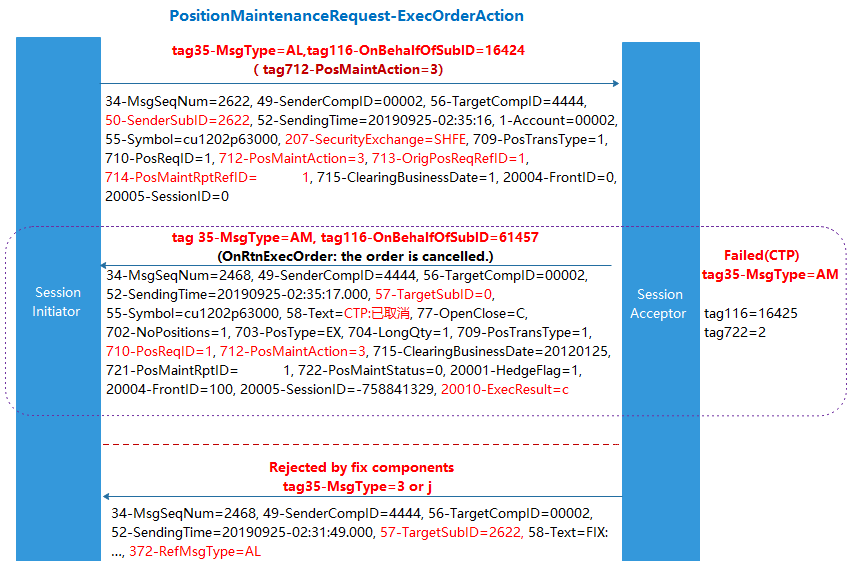 PositionMaintenanceRequest-ExecOrderAction
tag35-MsgType=AL,tag116-OnBehalfOfSubID=16424
( tag712-PosMaintAction=3)
34-MsgSeqNum=2622, 49-SenderCompID=00002, 56-TargetCompID=4444,
50-SenderSubID=2622, 52-SendingTime=20190925-02:35:16, 1-Account=00002,
55-Symbol=cu1202p63000, 207-SecurityExchange=SHFE, 709-PosTransType=1,
710-PosReqID=1, 712-PosMaintAction=3, 713-OrigPosReqRefID=1,
714-PosMaintRptRefID= 1, 715-ClearingBusinessDate=1, 20004-FrontID=0,
20005-SessionID=0
tag 35-MsgType=AM, tag116-OnBehalfOfSubID=61457
(OnRtnExecOrder: the order is cancelled.)
34-MsgSeqNum=2468, 49-SenderCompID=4444, 56-TargetCompID=00002,
52-SendingTime=20190925-02:35:17.000, 57-TargetSubID=0,
55-Symbol=cu1202p63000, 58-Text=CTP:已取消, 77-OpenClose=C,
702-NoPositions=1, 703-PosType=EX, 704-LongQty=1, 709-PosTransType=1,
710-PosReqID=1, 712-PosMaintAction=3, 715-ClearingBusinessDate=20120125,
721-PosMaintRptID= 1, 722-PosMaintStatus=0, 20001-HedgeFlag=1,
20004-FrontID=100, 20005-SessionID=-758841329, 20010-ExecResult=c
Session
Initiator
Session
Acceptor
Failed(CTP)
tag35-MsgType=AM
tag116=16425
tag722=2
Rejected by fix components
tag35-MsgType=3 or j
34-MsgSeqNum=2468, 49-SenderCompID=4444, 56-TargetCompID=00002,
52-SendingTime=20190925-02:31:49.000, 57-TargetSubID=2622, 58-Text=FIX:
..., 372-RefMsgType=AL